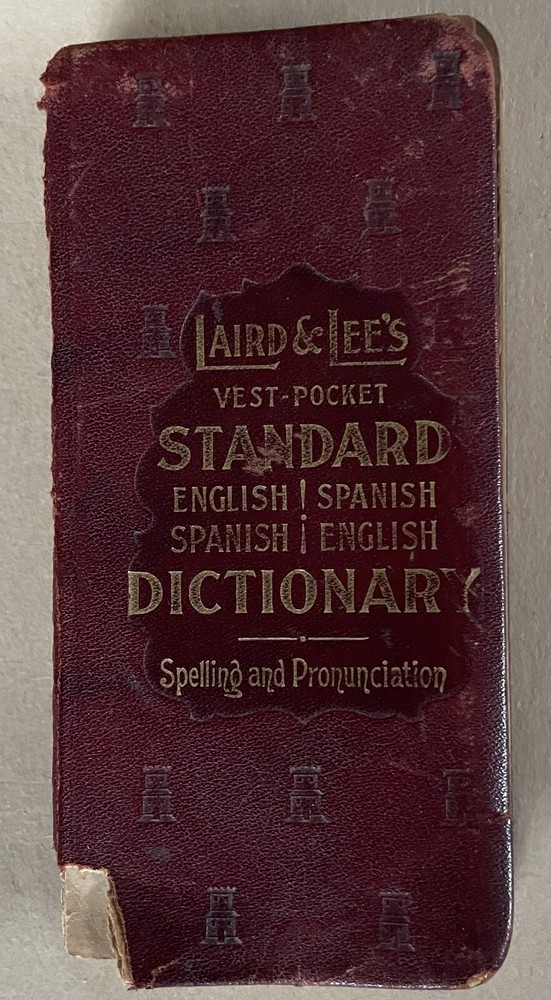 LAIRD & LEE'S
VEST-POCKET
STANDARD
ENGLISH ! SPANISH
SPANISH ¡ ENGLISH
DICTIONARY
Spelling and Pronunciation